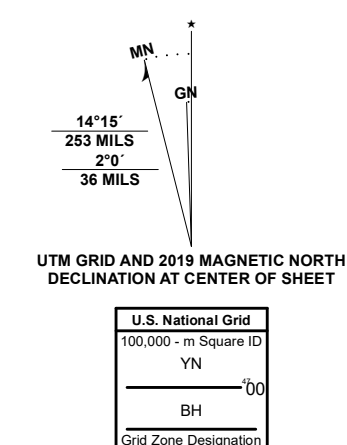 ★
MN
GN
14°15´
253 MILS
2°0´
36 MILS
UTM GRID AND 2019 MAGNETIC NORTH
DECLINATION AT CENTER OF SHEET
U.S. National Grid
100,000 - m Square ID
YN
4700
BH
Grid Zone Designation